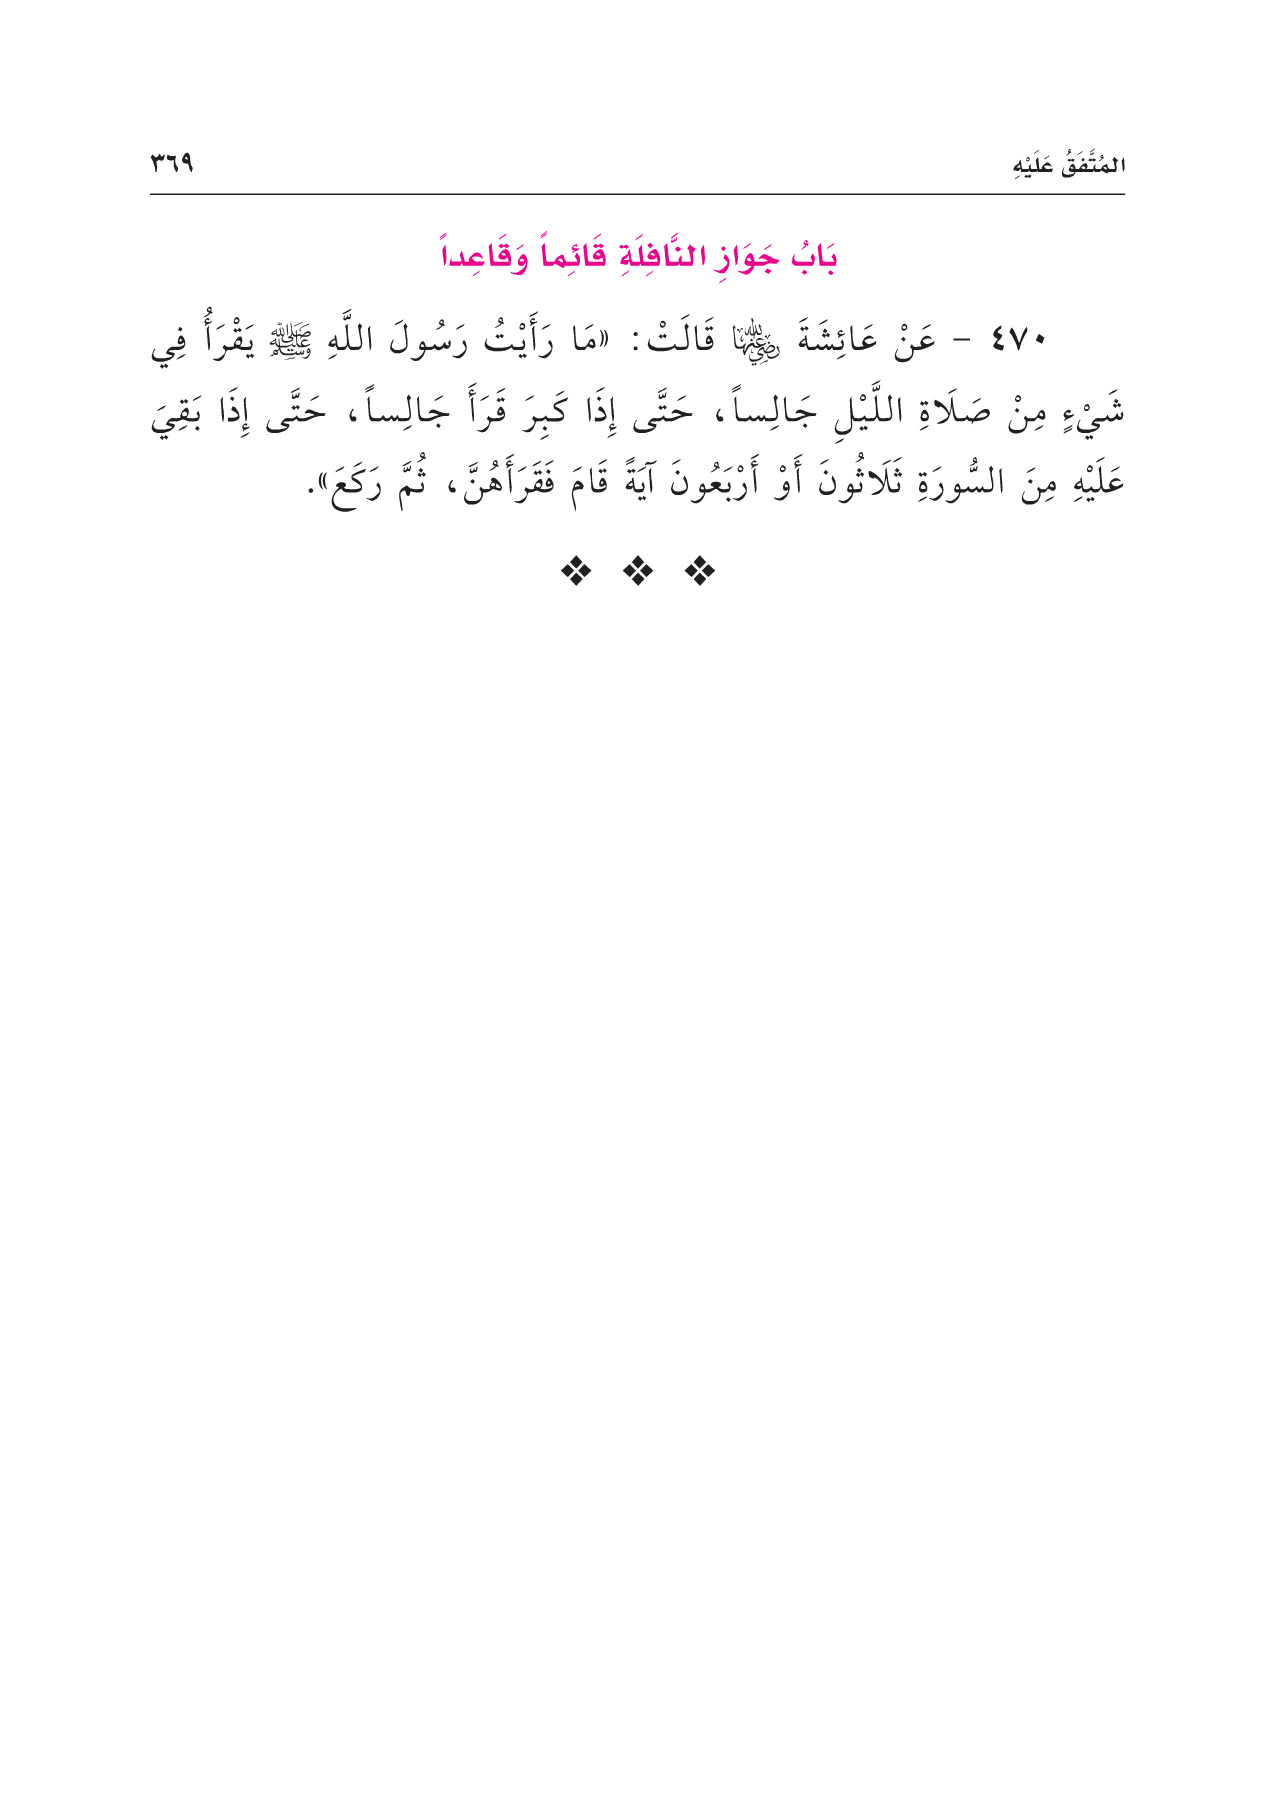 المُتَّفَقُ عَلَيْهِ ٣٦٩
بَابُ جَوَازِ النَّافِلَةِ قَائِماً وَقَاعِداً
٤٧٠ - عَنْ عَائِشَةَ رضي الله عنها قَالَتْ: «مَا رَأَيْتُ رَسُولَ اللَّهِ ﷺ يَقْرَأُ فِي
شَيْءٍ مِنْ صَلَاةِ اللَّيْلِ جَالِساً، حَتَّى إِذَا كَبِرَ قَرَأَ جَالِساً، حَتَّى إِذَا بَقِيَ
عَلَيْهِ مِنَ السُّورَةِ ثَلَاثُونَ أَوْ أَرْبَعُونَ آيَةً قَامَ فَقَرَأَهُنَّ، ثُمَّ رَكَعَ».